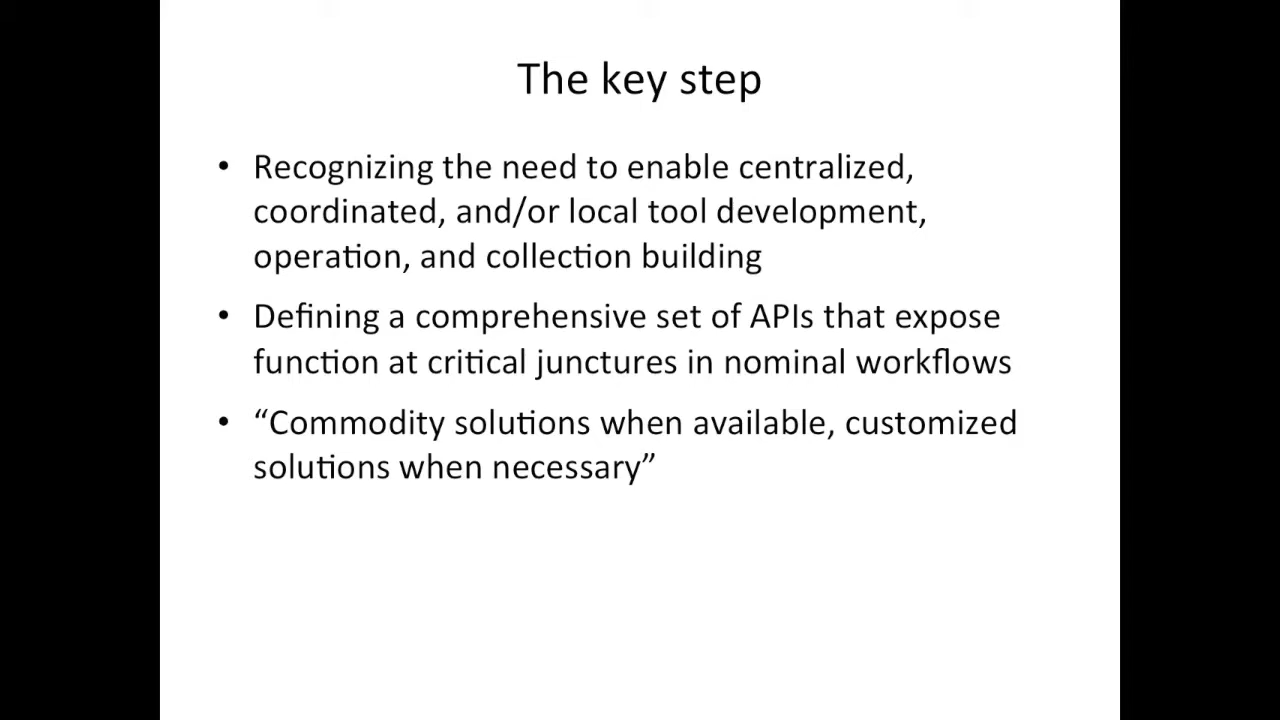 The key step
• Recognizing the need to enable centralized,
coordinated, and/or local tool development,
operation, and collection building
• Defining a comprehensive set of APIs that expose
function at critical junctures in nominal workflows
• “Commodity solutions when available, customized
solutions when necessary”